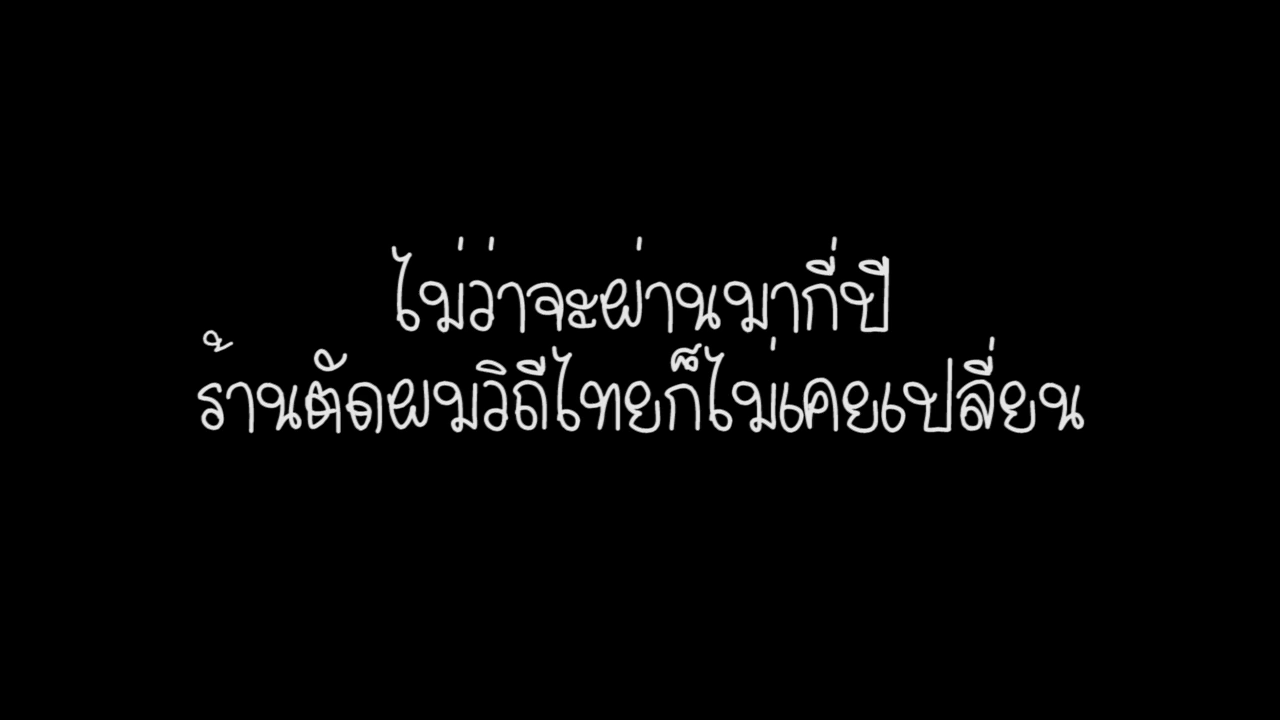 ไม่ว่าจะผ่านมากี่ปี
ร้านตัดผมวิถีไทยก็ไม่เคยเปลี่ยน